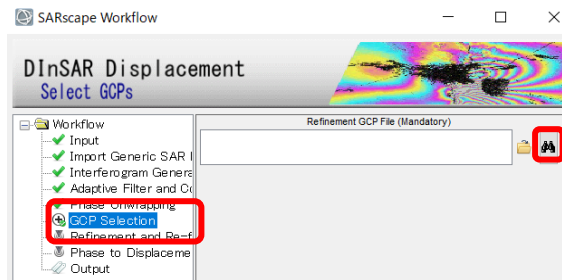 SARscape Workflow
DInSAR Displacement
Select GCPs
Workflow
Input
Import Generic SAR
Interferogram Genera
Adaptive Filter and Co
Phase Unwrapping
GCP Selection
Refinement and Re-f
Phase to Displaceme
Output
Refinement GCP File (Mandatory)